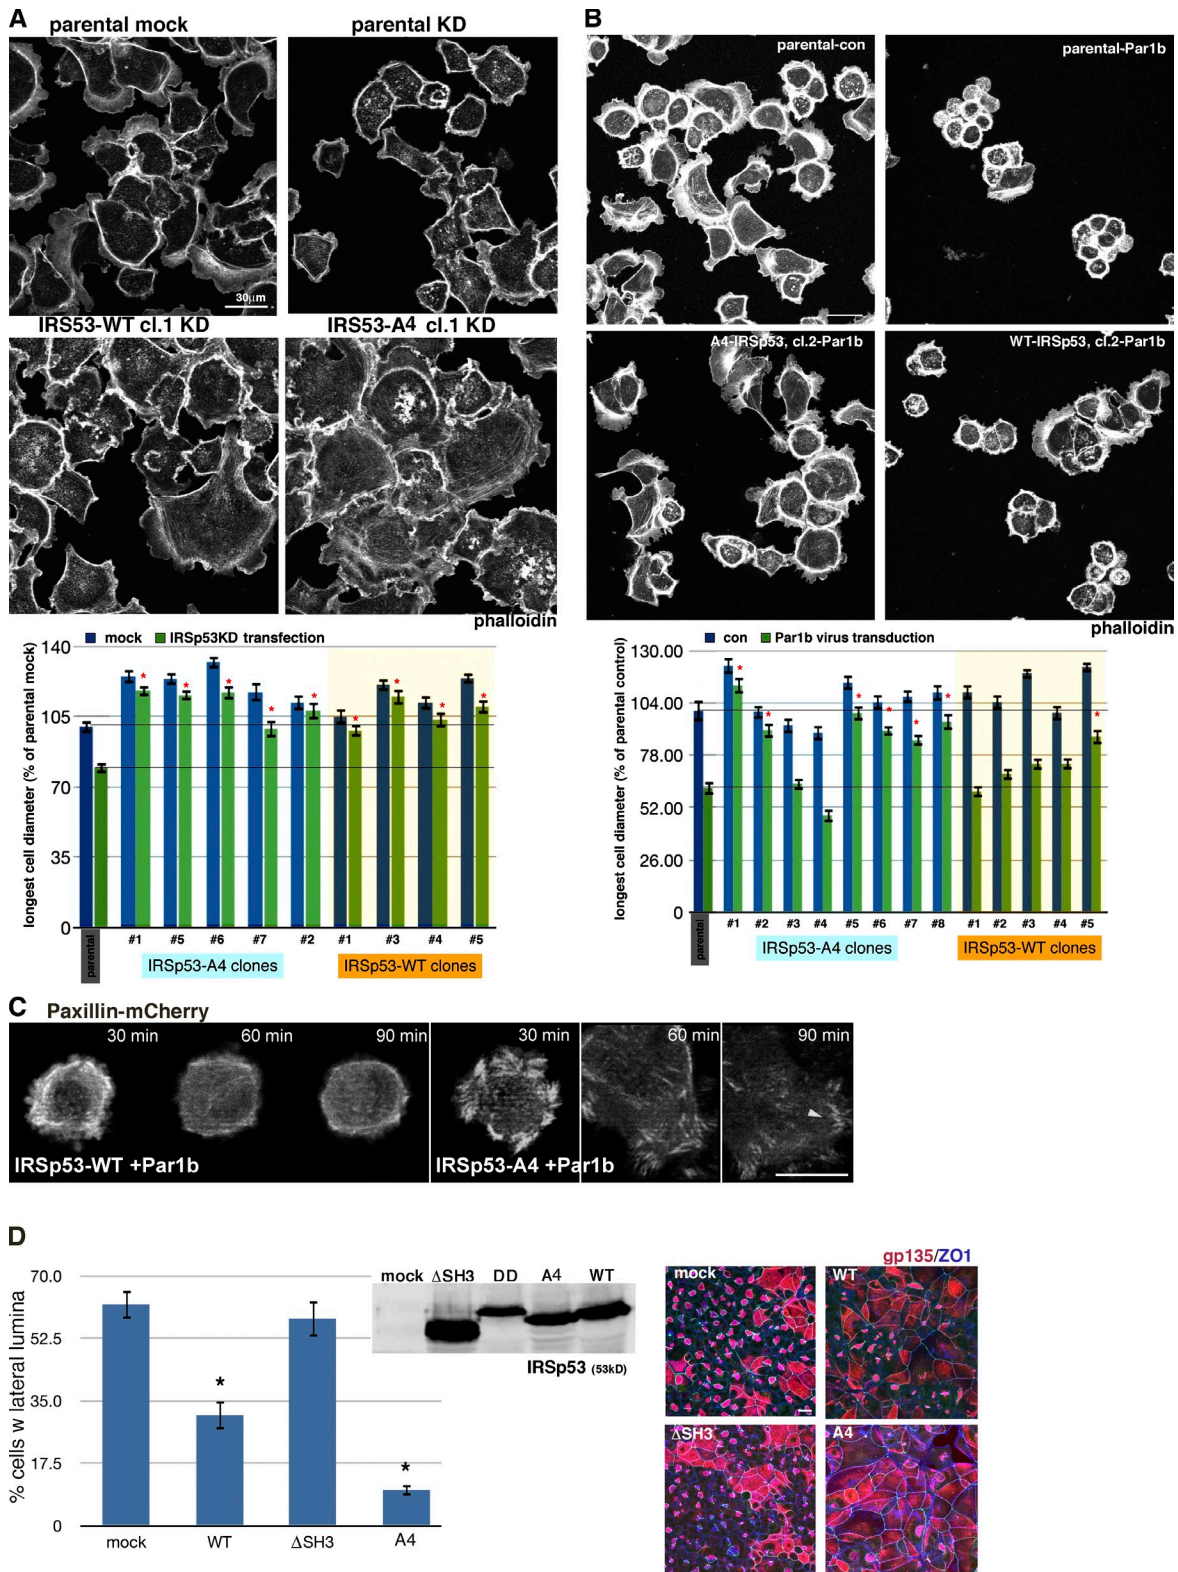 A
parental mock
parental KD
30µm
IRS53-WT cl.1 KD
IRS53-A4 cl.1 KD
phalloidin
mock IRSp53KD transfection
longest cell diameter (% of parental mock)
140
105
70
35
0
parental
#1 #5 #6 #7 #2 #1 #3 #4 #5
IRSp53-A4 clones
IRSp53-WT clones
B
parental-con
parental-Par1b
A4-IRSp53, cl.2-Par1b
WT-IRSp53, cl.2-Par1b
phalloidin
con Par1b virus transduction
longest cell diameter (% of parental control)
130.00
104.00
78.00
52.00
26.00
0
parental
#1 #2 #3 #4 #5 #6 #7 #8 #1 #2 #3 #4 #5
IRSp53-A4 clones
IRSp53-WT clones
C
Paxillin-mCherry
30 min 60 min 90 min 30 min 60 min 90 min
IRSp53-WT +Par1b
IRSp53-A4 +Par1b
D
% cells w lateral lumina
70.0
52.5
35.0
17.5
0
* *
mock WT ΔSH3 A4
mock ΔSH3 DD A4 WT
IRSp53 (53kD)
gp135/ZO1
mock
WT
ΔSH3
A4